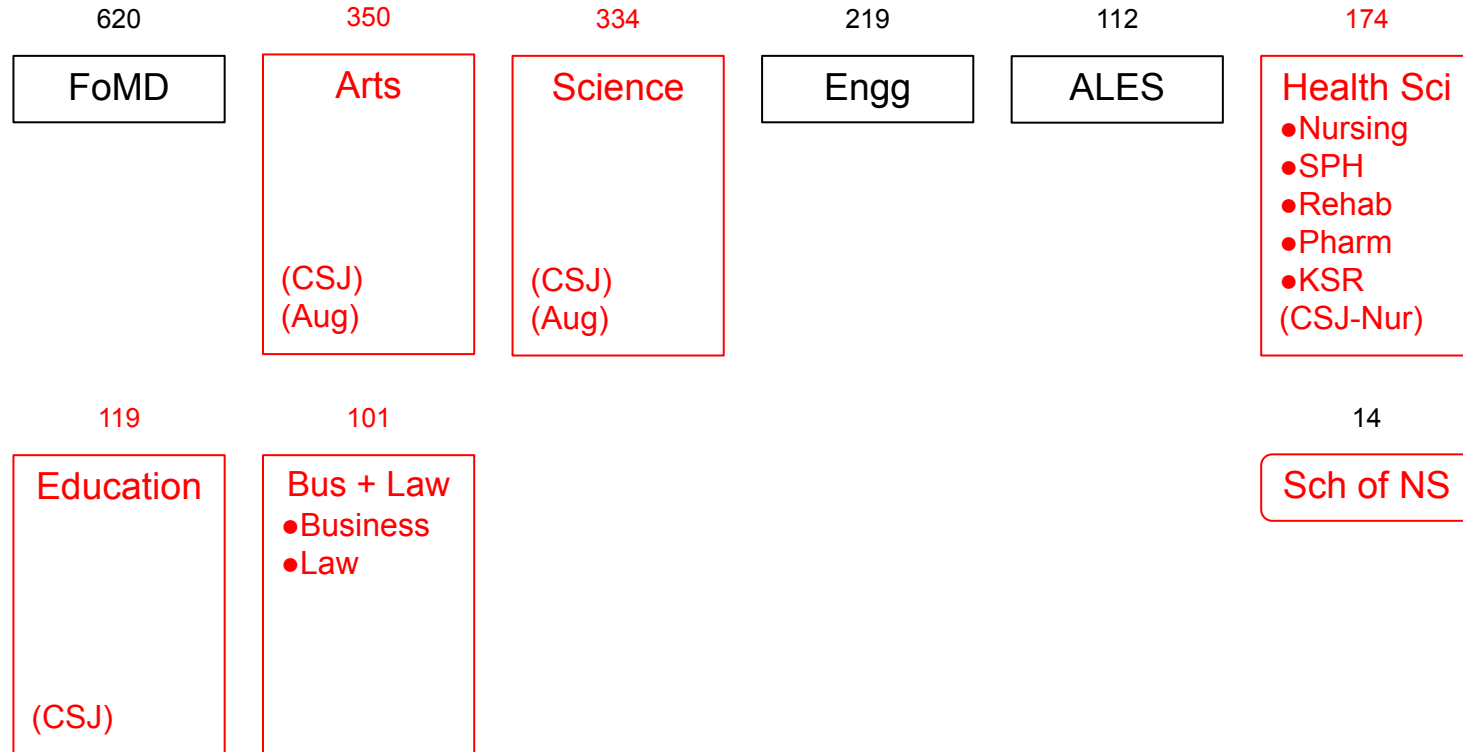 620
FoMD
350
Arts
(CSJ)
(Aug)
334
Science
(CSJ)
(Aug)
219
Engg
112
ALES
174
Health Sci
●Nursing
●SPH
●Rehab
●Pharm
●KSR
(CSJ-Nur)
119
Education
(CSJ)
101
Bus + Law
●Business
●Law
14
Sch of NS